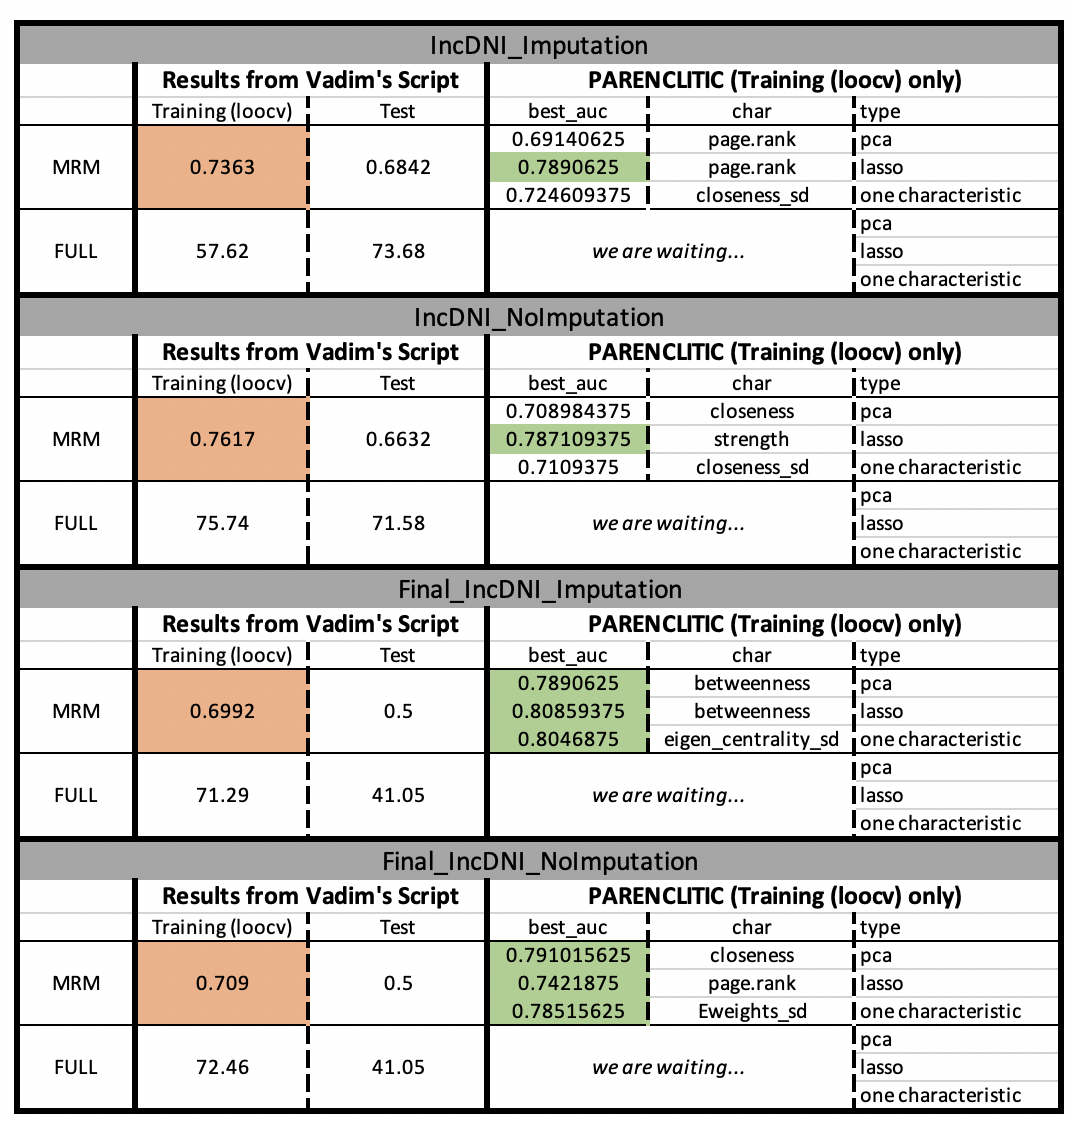 IncDNI_Imputation
Results from Vadim's Script PARENCLITIC (Training (loocv) only)
Training (loocv) Test best_auc char type
0.69140625 page.rank pca
MRM 0.7363 0.6842 0.7890625 page.rank lasso
0.724609375 closeness_sd one characteristic
pca
FULL 57.62 73.68 we are waiting... lasso
one characteristic
IncDNI_NoImputation
Results from Vadim's Script PARENCLITIC (Training (loocv) only)
Training (loocv) Test best_auc char type
0.708984375 closeness pca
MRM 0.7617 0.6632 0.787109375 strength lasso
0.7109375 closeness_sd one characteristic
pca
FULL 75.74 71.58 we are waiting... lasso
one characteristic
Final_IncDNI_Imputation
Results from Vadim's Script PARENCLITIC (Training (loocv) only)
Training (loocv) Test best_auc char type
0.7890625 betweenness pca
MRM 0.6992 0.5 0.80859375 betweenness lasso
0.8046875 eigen_centrality_sd one characteristic
pca
FULL 71.29 41.05 we are waiting... lasso
one characteristic
Final_IncDNI_NoImputation
Results from Vadim's Script PARENCLITIC (Training (loocv) only)
Training (loocv) Test best_auc char type
0.791015625 closeness pca
MRM 0.709 0.5 0.7421875 page.rank lasso
0.78515625 Eweights_sd one characteristic
pca
FULL 72.46 41.05 we are waiting... lasso
one characteristic